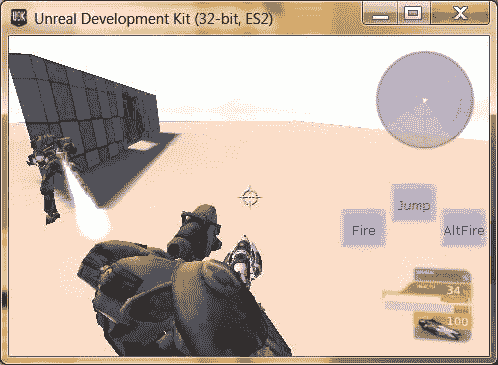 Unreal Development Kit (32-bit, ES2)
Jump
Fire
AltFire
34
100